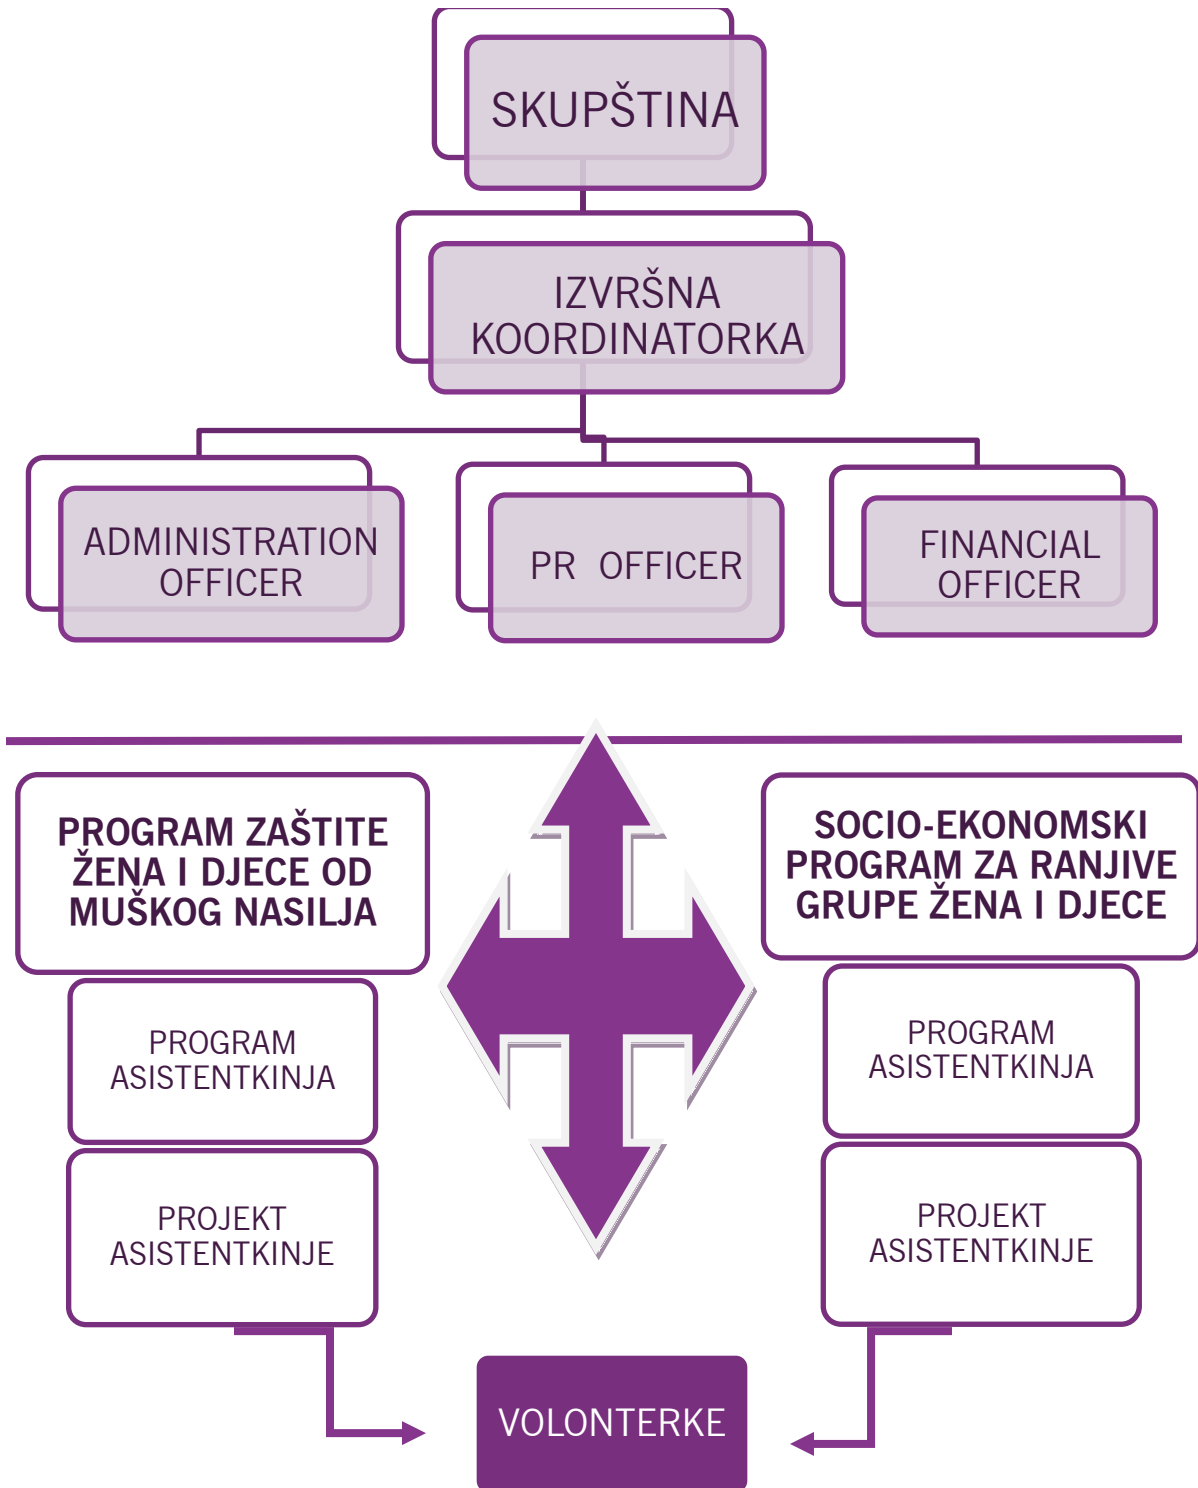 SKUPŠTINA
IZVRŠNA
KOORDINATORKA
ADMINISTRATION
OFFICER
PR OFFICER
FINANCIAL
OFFICER
PROGRAM ZAŠTITE
ŽENA I DJECE OD
MUŠKOG NASILJA
PROGRAM
ASISTENTKINJA
PROJEKT
ASISTENTKINJE
SOCIO-EKONOMSKI
PROGRAM ZA RANJIVE
GRUPE ŽENA I DJECE
PROGRAM
ASISTENTKINJA
PROJEKT
ASISTENTKINJE
VOLONTERKE